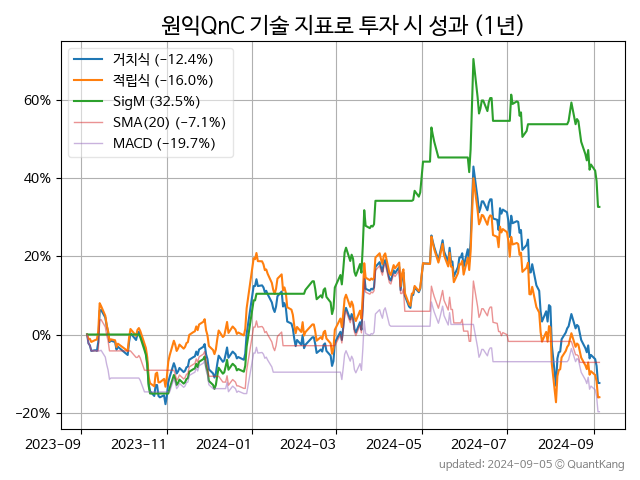 원익QnC 기술 지표로 투자 시 성과 (1년)
거치식 (−12.4%)
적립식 (−16.0%)
SigM (32.5%)
SMA(20) (−7.1%)
MACD (−19.7%)
60%
40%
20%
0%
−20%
2023-09 2023-11 2024-01 2024-03 2024-05 2024-07 2024-09
updated: 2024-09-05 © QuantKang